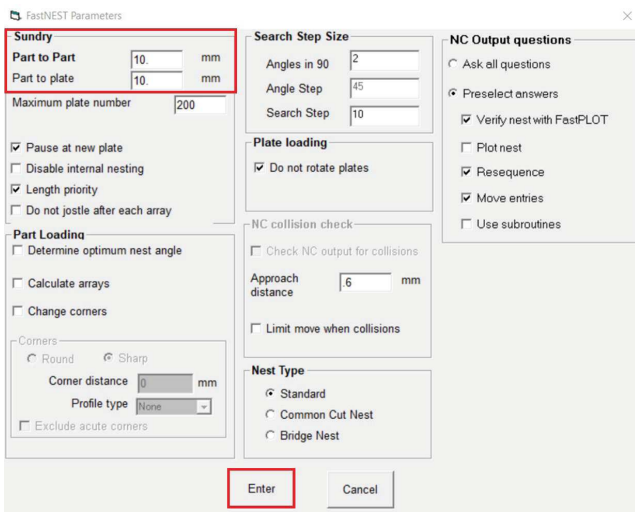 FastNEST Parameters
Sundry
Part to Part 10. mm
Part to plate 10. mm
Maximum plate number 200
Pause at new plate
Disable internal nesting
Length priority
Do not jostle after each array
Part Loading
Determine optimum nest angle
Calculate arrays
Change corners
Corners
Round Sharp
Corner distance 0 mm
Profile type None
Exclude acute corners
Search Step Size
Angles in 90 2
Angle Step 45
Search Step 10
Plate loading
Do not rotate plates
NC collision check
Check NC output for collisions
Approach
distance .6 mm
Limit move when collisions
Nest Type
Standard
Common Cut Nest
Bridge Nest
NC Output questions
Ask all questions
Preselect answers
Verify nest with FastPLOT
Plot nest
Resequence
Move entries
Use subroutines
Enter Cancel